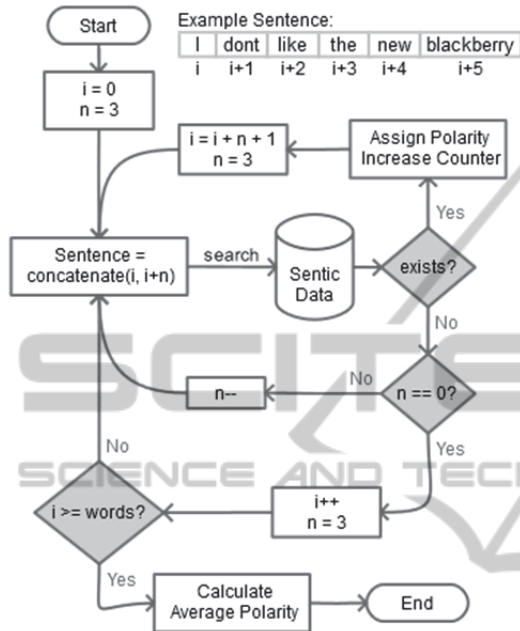 Start
Example Sentence:
I dont like the new blackberry
i i+1 i+2 i+3 i+4 i+5
i = 0
n = 3
i = i + n + 1
n = 3
Assign Polarity
Increase Counter
Yes
Sentence =
concatenate(i, i+n)
search
Sentic
Data
exists?
No
n == 0?
No
n--
Yes
No
i >= words?
i++
n = 3
Yes
Calculate
Average Polarity
End
SCITE
SCIENCE AND TECH